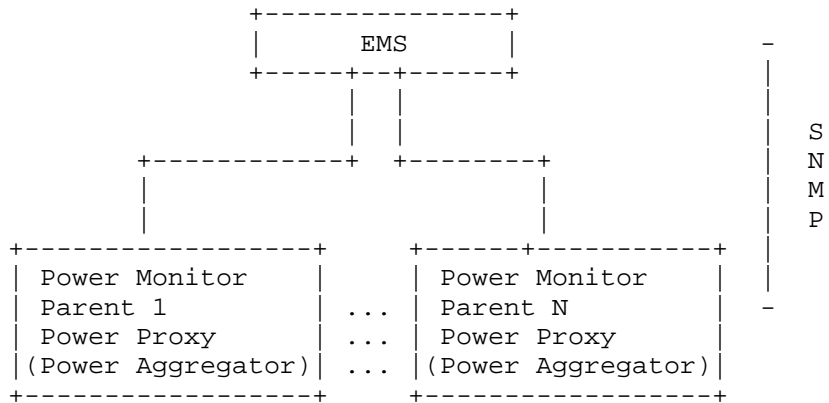 EMS
S
N
M
P
Power Monitor Power Monitor
Parent 1 ... Parent N
Power Proxy ... Power Proxy
(Power Aggregator) ... (Power Aggregator)